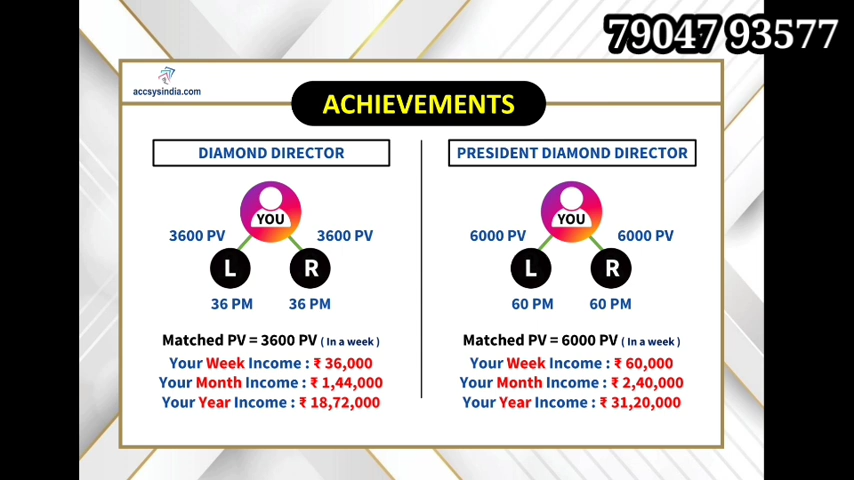 79047 93577
accsysindia.com
ACHIEVEMENTS
DIAMOND DIRECTOR
YOU
3600 PV
3600 PV
L
R
36 PM
36 PM
Matched PV = 3600 PV ( In a week )
Your Week Income : ₹ 36,000
Your Month Income : ₹ 1,44,000
Your Year Income : ₹ 18,72,000
PRESIDENT DIAMOND DIRECTOR
YOU
6000 PV
6000 PV
L
R
60 PM
60 PM
Matched PV = 6000 PV ( In a week )
Your Week Income : ₹ 60,000
Your Month Income : ₹ 2,40,000
Your Year Income : ₹ 31,20,000